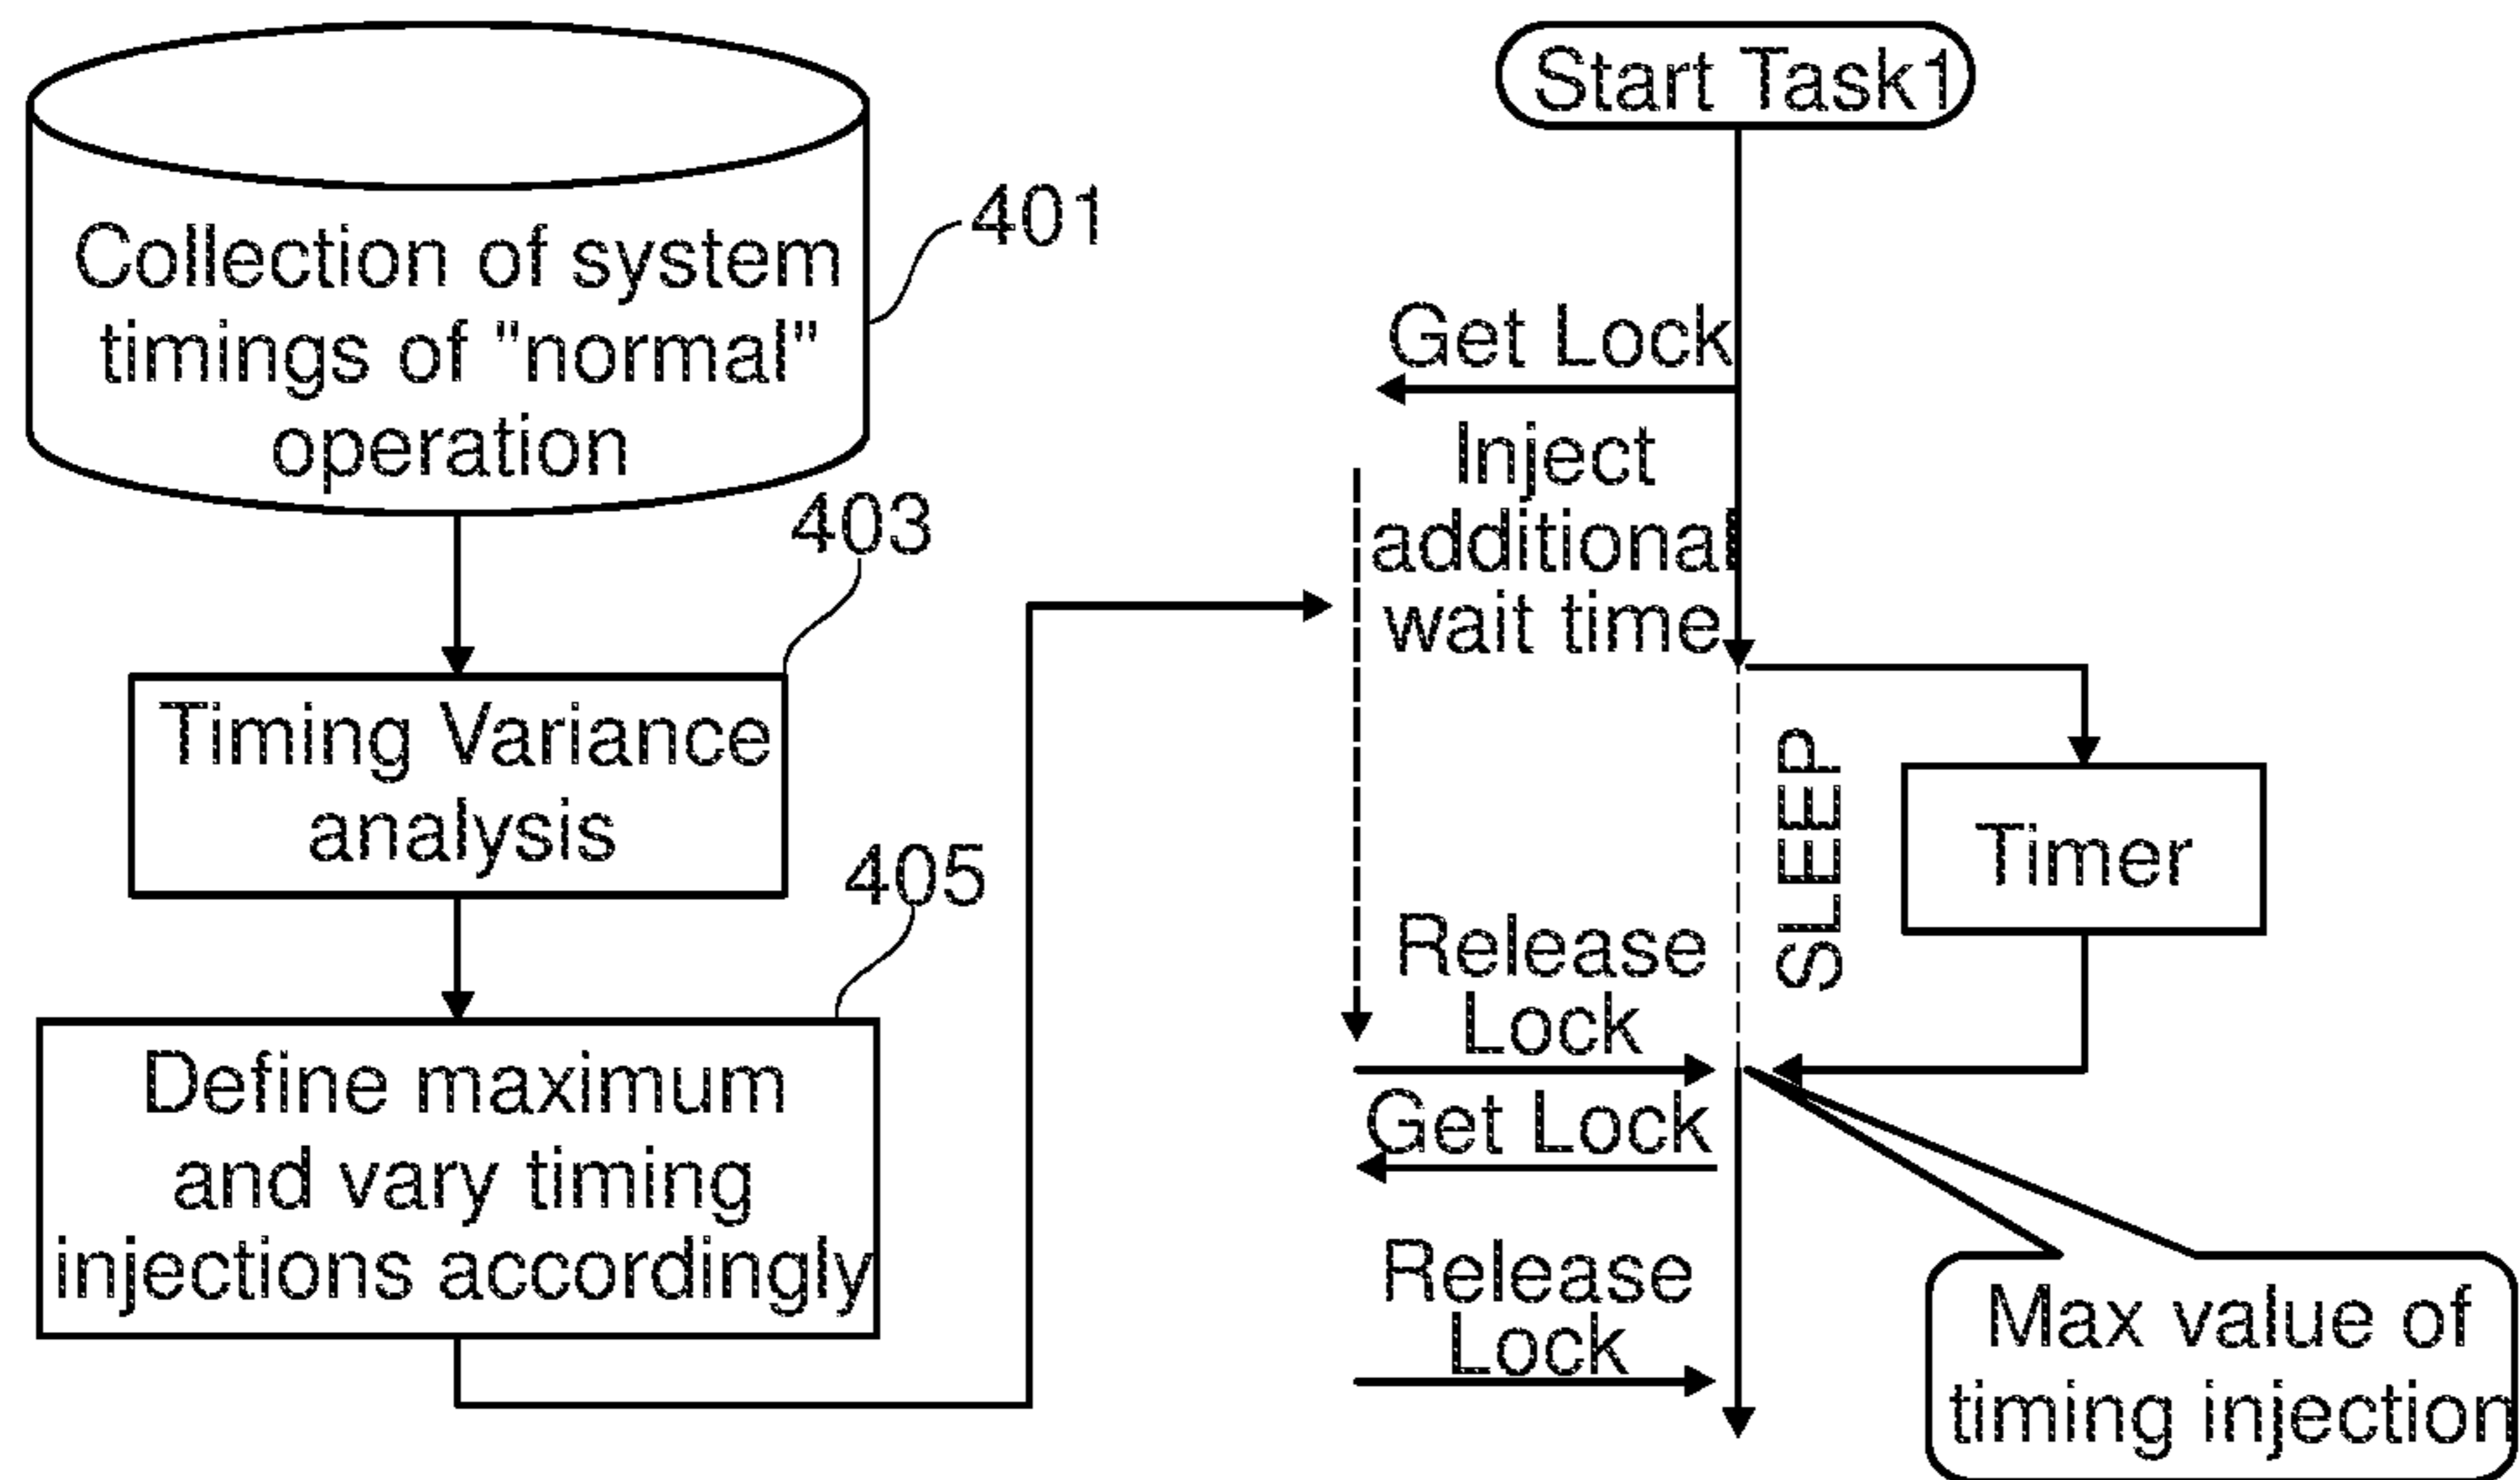 Collection of system
timings of "normal"
operation
401
403
Timing Variance
analysis
405
Define maximum
and vary timing
injections accordingly
Start Task1
Get Lock
Inject
additional
wait time
SLEEP
Timer
Release
Lock
Get Lock
Release
Lock
Max value of
timing injection